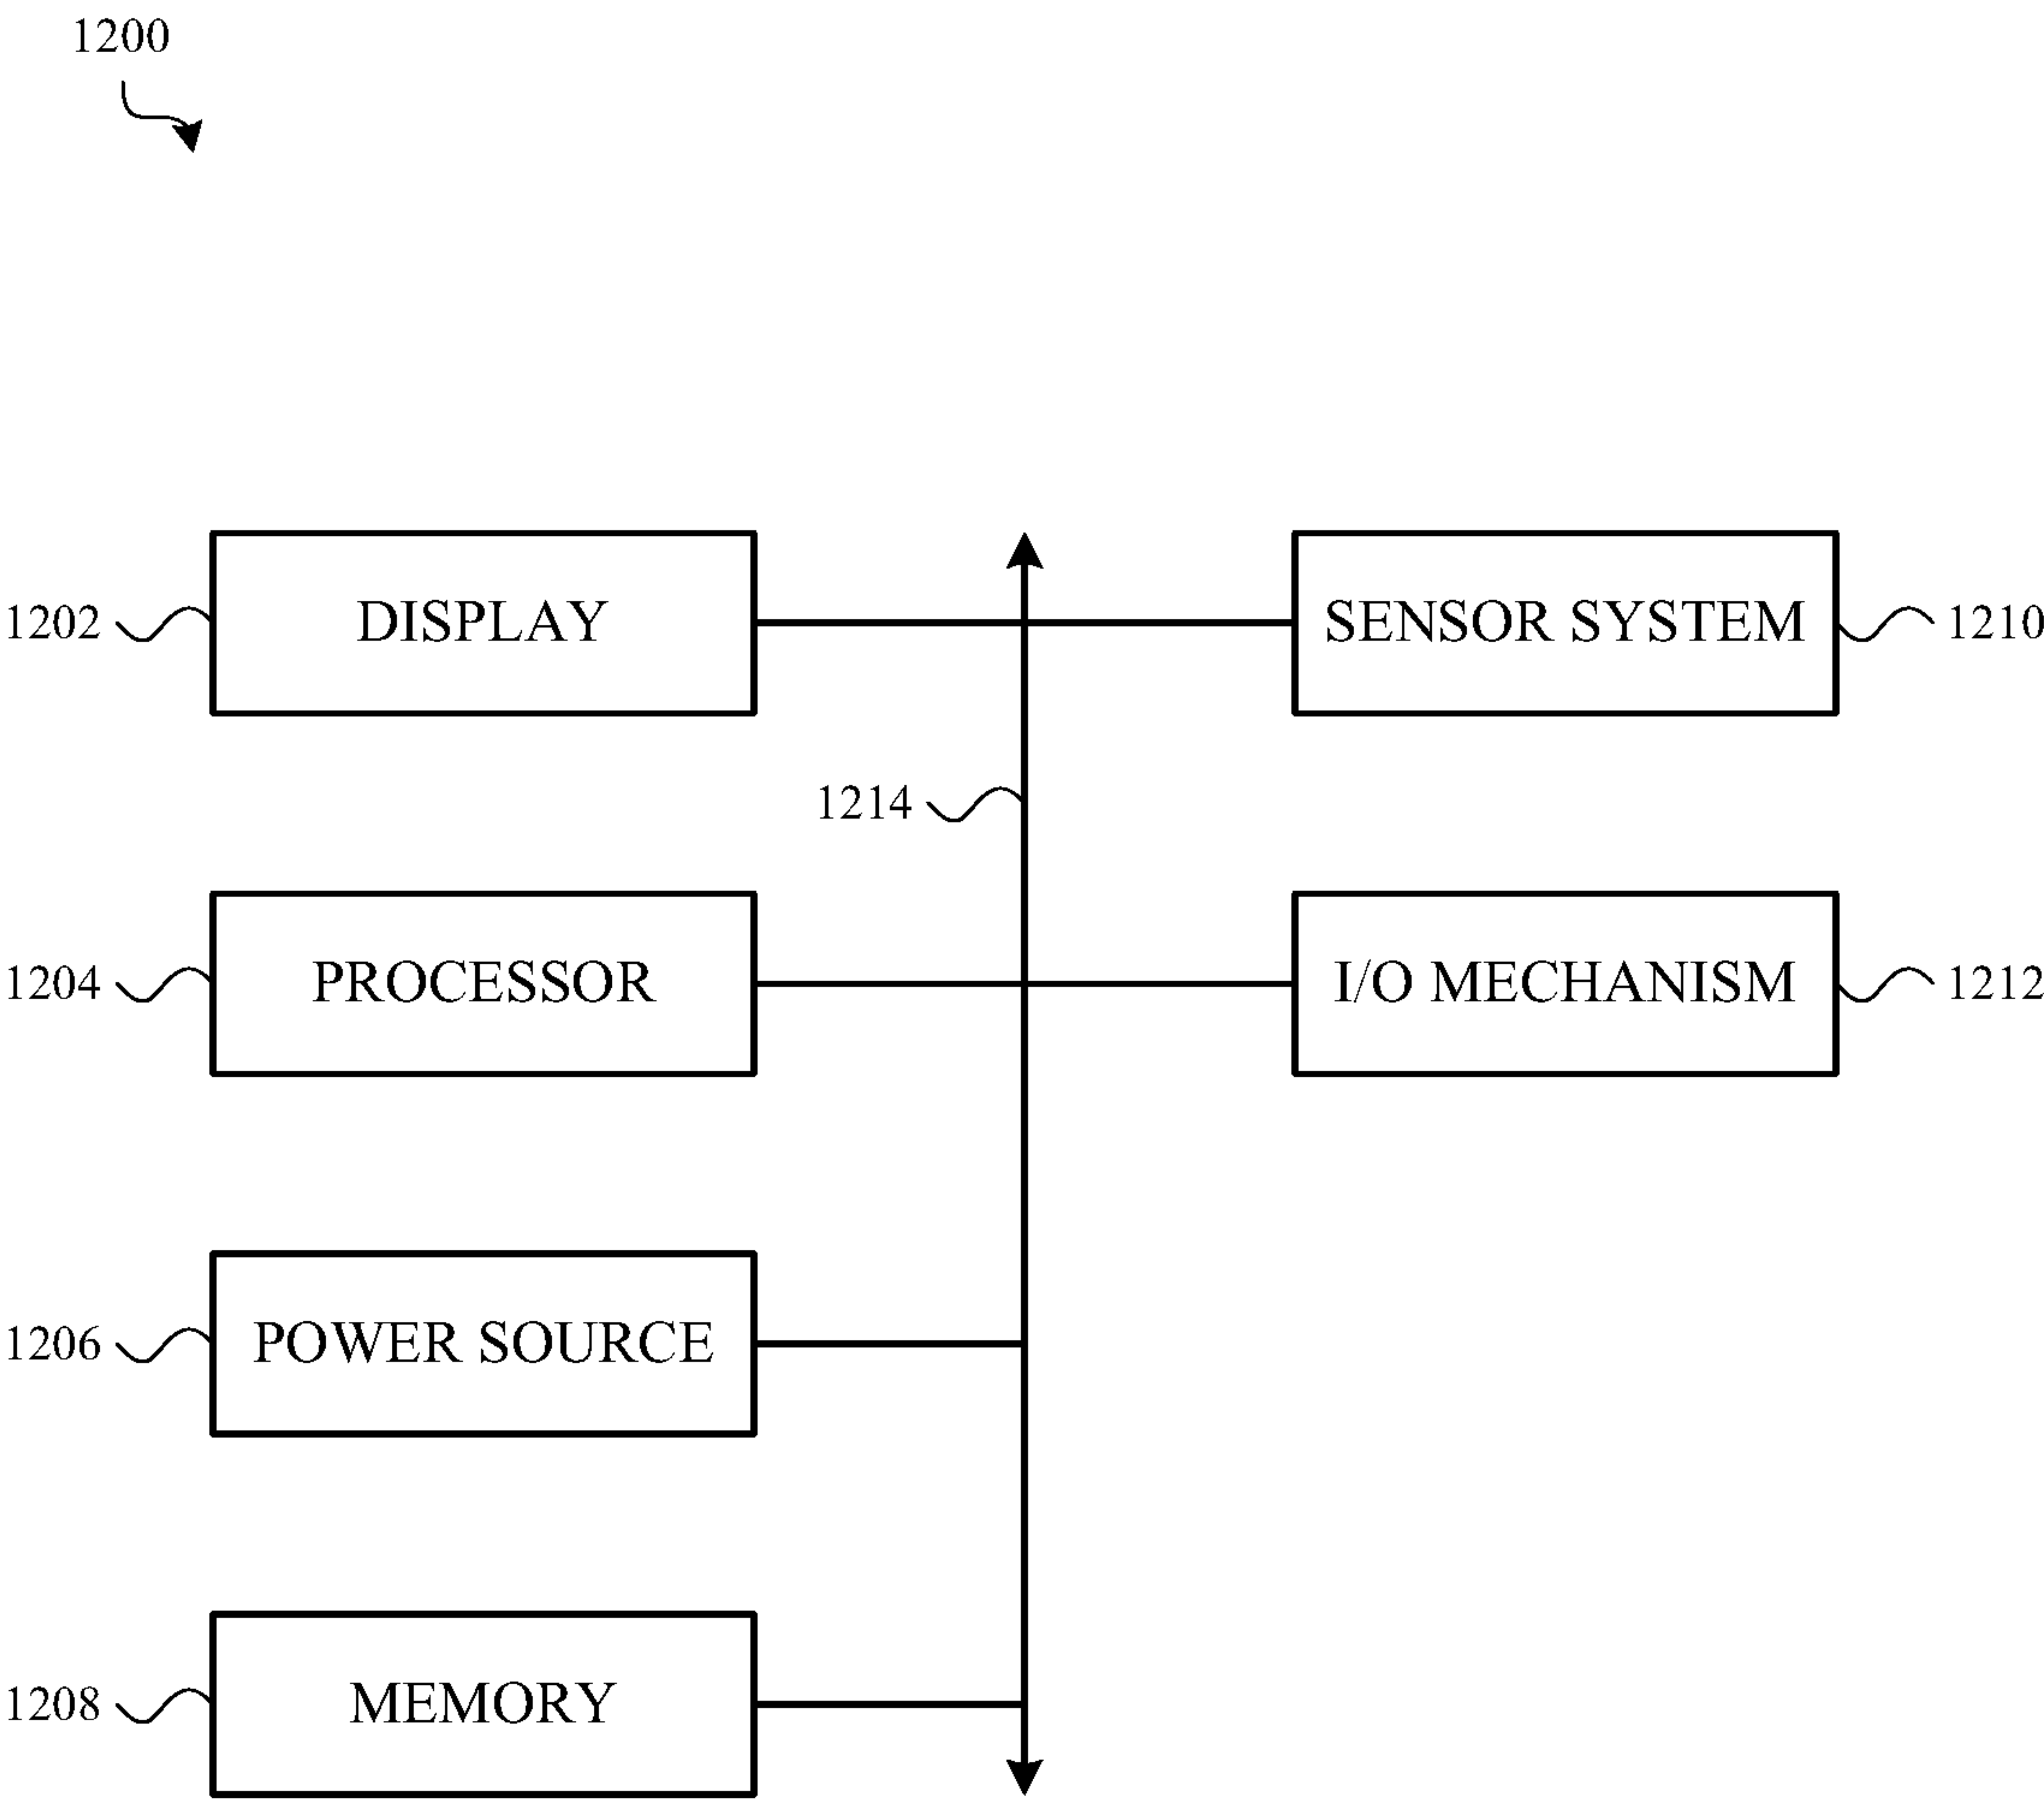 1200
1202 DISPLAY SENSOR SYSTEM 1210
1214
1204 PROCESSOR I/O MECHANISM 1212
1206 POWER SOURCE
1208 MEMORY